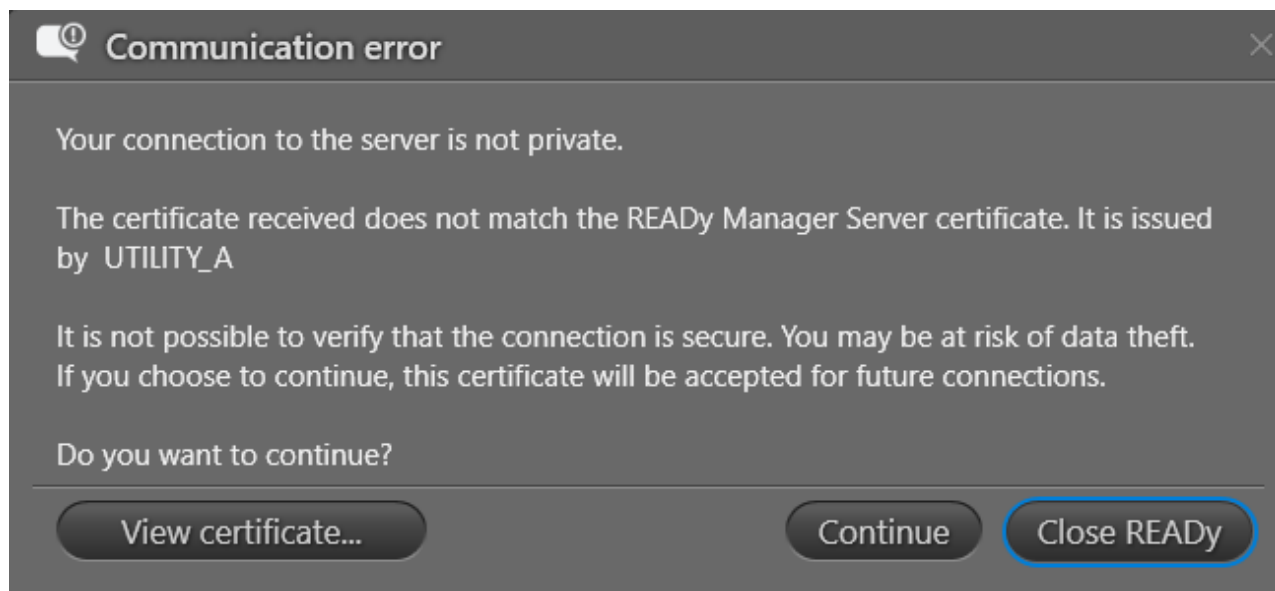 Communication error
Your connection to the server is not private.
The certificate received does not match the READy Manager Server certificate. It is issued
by  UTILITY_A
It is not possible to verify that the connection is secure. You may be at risk of data theft.
If you choose to continue, this certificate will be accepted for future connections.
Do you want to continue?
View certificate...
Continue
Close READy